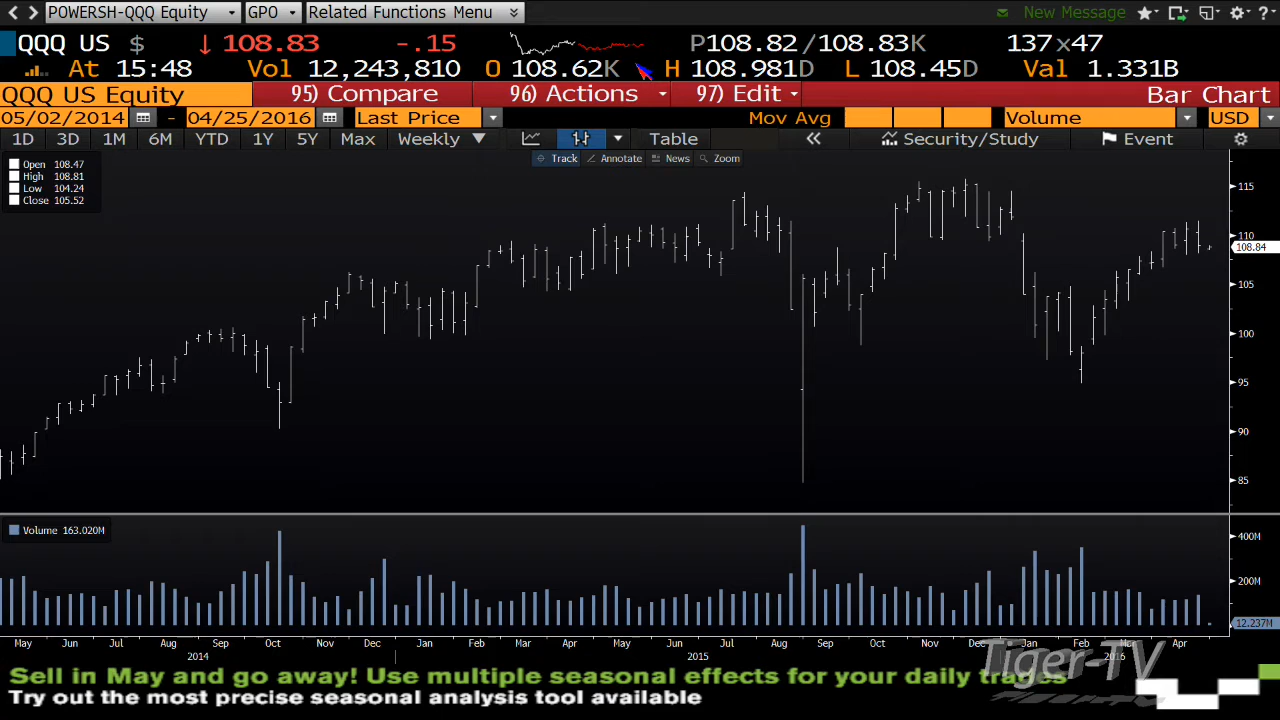 POWERSH-QQQ Equity GPO Related Functions Menu New Message ?
QQQ US $ 108.83 -.15 P108.82/108.83K 137x47
At 15:48 Vol 12,243,810 O 108.62K H 108.981D L 108.45D Val 1.331B
QQQ US Equity 95) Compare 96) Actions 97) Edit Bar Chart
05/02/2014 - 04/25/2016 Last Price Mov Avg Volume USD
1D 3D 1M 6M YTD 1Y 5Y Max Weekly Table Security/Study Event
Track Annotate News Zoom
Open 108.47
High 108.81
Low 104.24
Close 105.52
115
110
108.84
105
100
95
90
85
Volume 163.020M
400M
200M
12.237M
May Jun Jul Aug Sep Oct Nov Dec Jan Feb Mar Apr May Jun Jul Aug Sep Oct Nov Dec Jan Feb Mar Apr
2014 2015 2016
Tiger-TV
Sell in May and go away! Use multiple seasonal effects for your daily trades
Try out the most precise seasonal analysis tool available